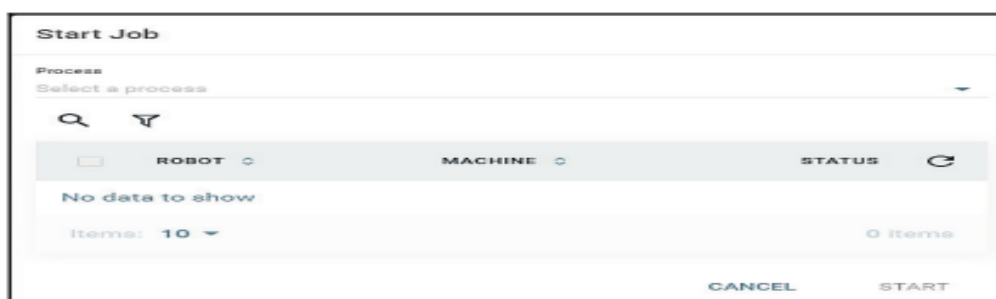 Start Job
Process
Select a process
ROBOT MACHINE STATUS
No data to show
Items: 10 0 items
CANCEL START